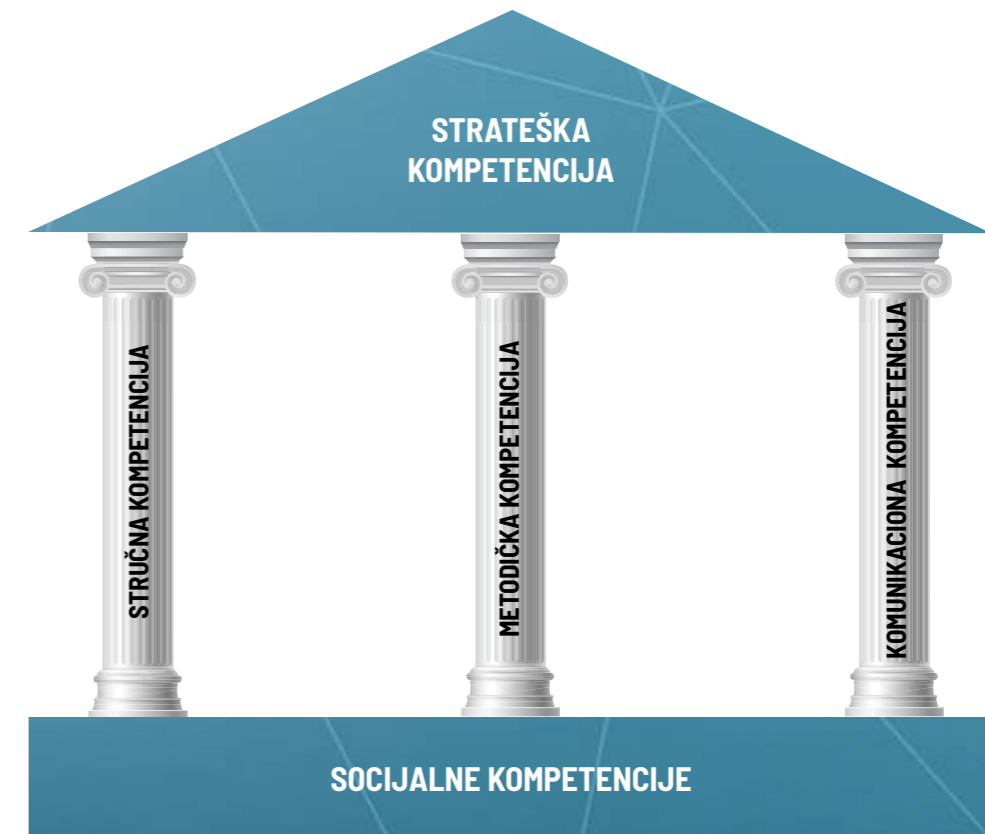 STRATEŠKA
KOMPETENCIJA
STRUČNA KOMPETENCIJA
METODIČKA KOMPETENCIJA
KOMUNIKACIONA KOMPETENCIJA
SOCIJALNE KOMPETENCIJE